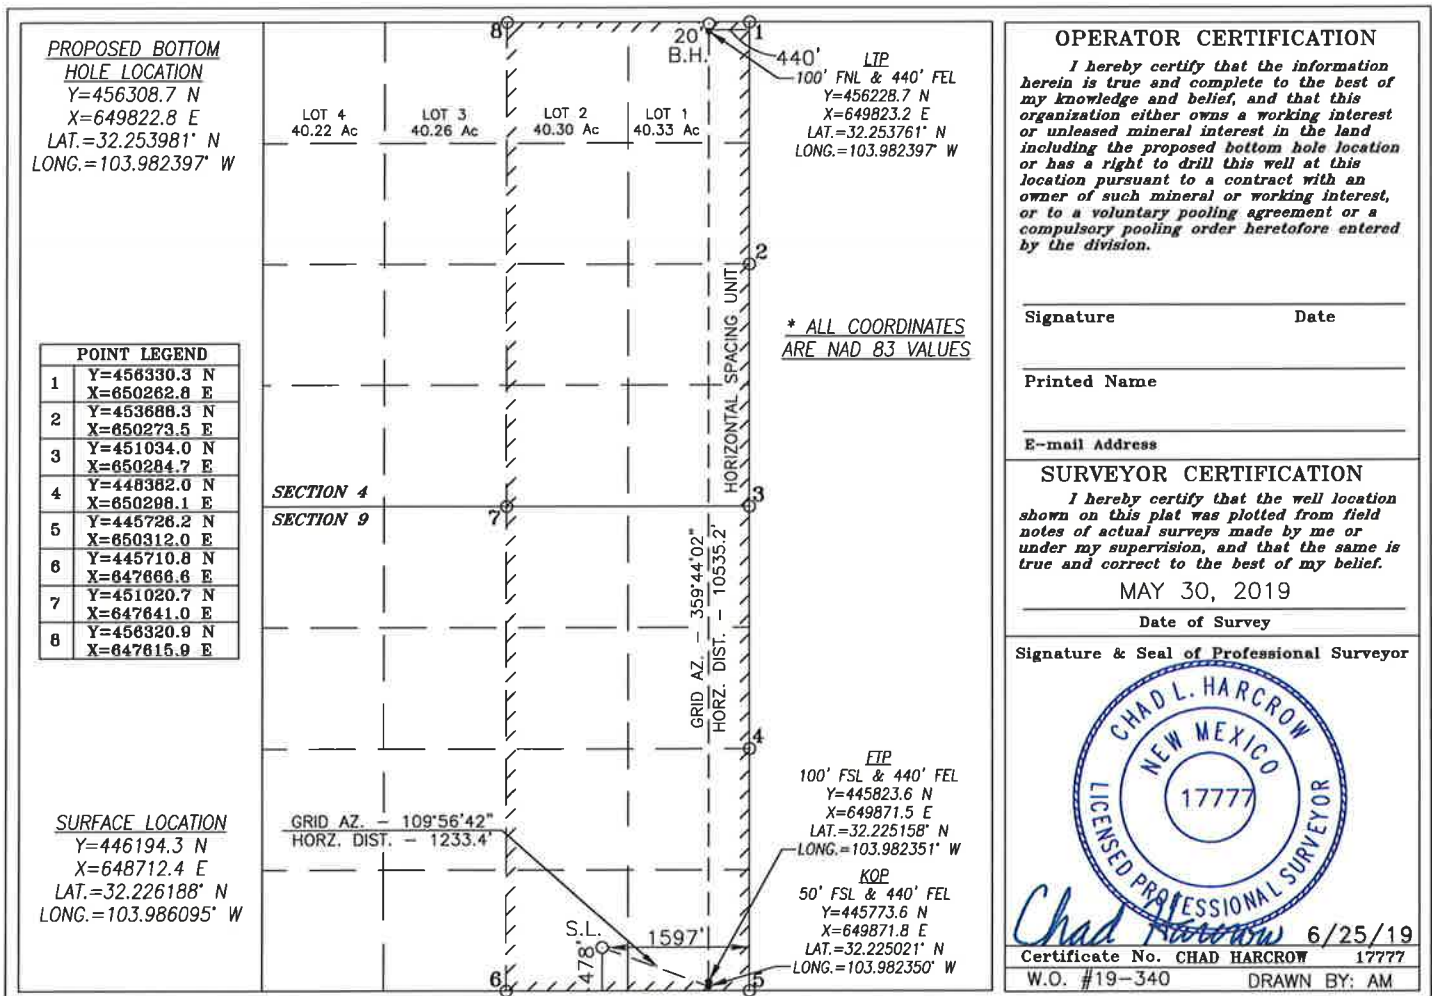 PROPOSED BOTTOM
HOLE LOCATION
Y=456308.7 N
X=649822.8 E
LAT.=32.253981° N
LONG.=103.982397° W
LOT 4
40.22 Ac
LOT 3
40.26 Ac
LOT 2
40.30 Ac
LOT 1
40.33 Ac
8
20'
B.H.
1
440'
LTP
100' FNL & 440' FEL
Y=456228.7 N
X=649823.2 E
LAT.=32.253761° N
LONG.=103.982397° W
2
HORIZONTAL SPACING UNIT
* ALL COORDINATES
ARE NAD 83 VALUES
POINT LEGEND
1 Y=456330.3 N
X=650262.8 E
2 Y=453688.3 N
X=650273.5 E
3 Y=451034.0 N
X=650284.7 E
4 Y=448382.0 N
X=650298.1 E
5 Y=445726.2 N
X=650312.0 E
6 Y=445710.8 N
X=647666.6 E
7 Y=451020.7 N
X=647641.0 E
8 Y=456320.9 N
X=647615.9 E
SECTION 4
SECTION 9
7
3
GRID AZ. - 359°44'02"
HORZ. DIST. - 10535.2'
4
FTP
100' FSL & 440' FEL
Y=445823.6 N
X=649871.5 E
LAT.=32.225158° N
LONG.=103.982351° W
KOP
50' FSL & 440' FEL
Y=445773.6 N
X=649871.8 E
LAT.=32.225021° N
LONG.=103.982350° W
SURFACE LOCATION
Y=446194.3 N
X=648712.4 E
LAT.=32.226188° N
LONG.=103.986095° W
GRID AZ. - 109°56'42"
HORZ. DIST. - 1233.4'
S.L.
1597'
478'
6
5
OPERATOR CERTIFICATION
I hereby certify that the information
herein is true and complete to the best of
my knowledge and belief, and that this
organization either owns a working interest
or unleased mineral interest in the land
including the proposed bottom hole location
or has a right to drill this well at this
location pursuant to a contract with an
owner of such mineral or working interest,
or to a voluntary pooling agreement or a
compulsory pooling order heretofore entered
by the division.
Signature Date
Printed Name
E-mail Address
SURVEYOR CERTIFICATION
I hereby certify that the well location
shown on this plat was plotted from field
notes of actual surveys made by me or
under my supervision, and that the same is
true and correct to the best of my belief.
MAY 30, 2019
Date of Survey
Signature & Seal of Professional Surveyor
CHAD L. HARCROW
NEW MEXICO
17777
LICENSED PROFESSIONAL SURVEYOR
Chad Harcrow 6/25/19
Certificate No. CHAD HARCROW 17777
W.O. #19-340 DRAWN BY: AM